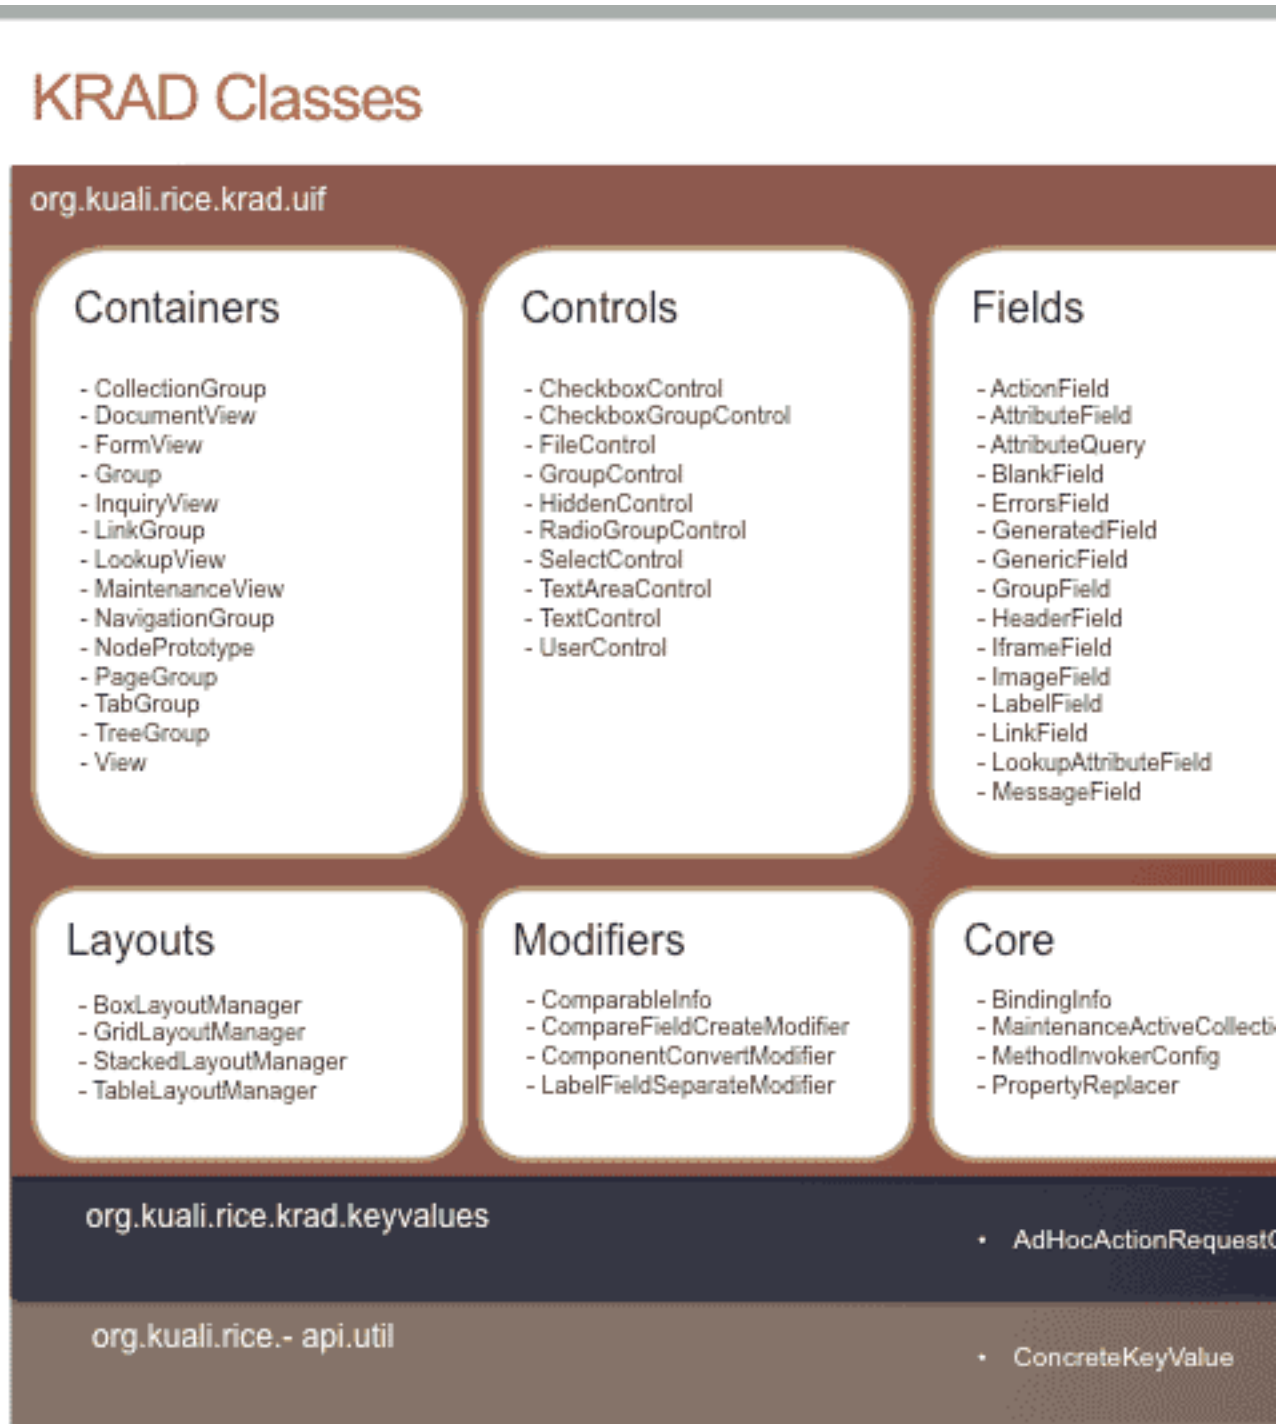 KRAD Classes
org.kuali.rice.krad.uif
Containers
- CollectionGroup
- DocumentView
- FormView
- Group
- InquiryView
- LinkGroup
- LookupView
- MaintenanceView
- NavigationGroup
- NodePrototype
- PageGroup
- TabGroup
- TreeGroup
- View
Controls
- CheckboxControl
- CheckboxGroupControl
- FileControl
- GroupControl
- HiddenControl
- RadioGroupControl
- SelectControl
- TextAreaControl
- TextControl
- UserControl
Fields
- ActionField
- AttributeField
- AttributeQuery
- BlankField
- ErrorsField
- GeneratedField
- GenericField
- GroupField
- HeaderField
- IframeField
- ImageField
- LabelField
- LinkField
- LookupAttributeField
- MessageField
Layouts
- BoxLayoutManager
- GridLayoutManager
- StackedLayoutManager
- TableLayoutManager
Modifiers
- ComparableInfo
- CompareFieldCreateModifier
- ComponentConvertModifier
- LabelFieldSeparateModifier
Core
- BindingInfo
- MaintenanceActiveCollecti
- MethodInvokerConfig
- PropertyReplacer
org.kuali.rice.krad.keyvalues
• AdHocActionRequest
org.kuali.rice.- api.util
• ConcreteKeyValue